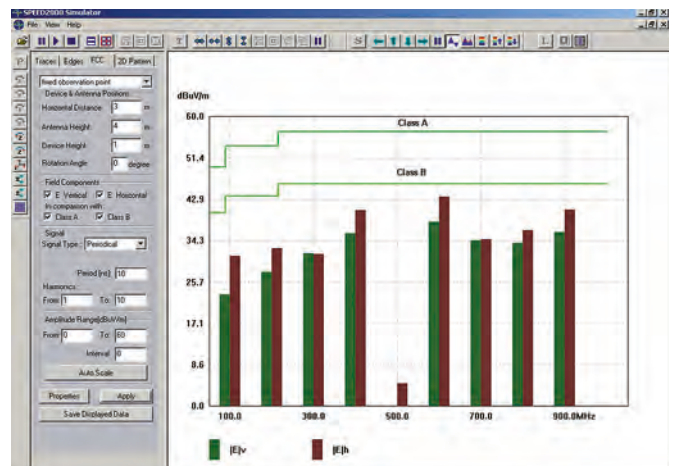 SPEED2000 Simulator
File View Help
Traces Edges FCC 2D Pattern
fixed observation point
Device & Antenna Positions
Horizontal Distance 3 m
Antenna Height 4 m
Device Height 1 m
Rotation Angle 0 degree
Field Components
E Vertical E Horizontal
In comparison with
Class A Class B
Signal
Signal Type: Periodical
Period (ns) 10
Harmonics
From: 1 To: 10
Amplitude Range(dBuV/m)
From: 0 To: 60
Interval
Auto Scale
Properties Apply
Save Displayed Data
dBuV/m
60.0
Class A
51.4
Class B
42.9
34.3
25.7
17.1
8.6
0.0
100.0 300.0 500.0 700.0 900.0MHz
|E|v |E|h